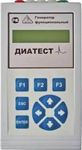 Генератор
функциональный
ДИАТЕСТ
F1 F2 F3
ESC
ENTER